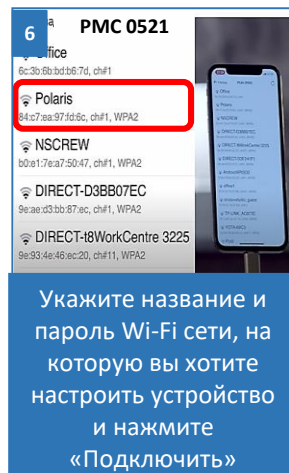 6
PMC 0521
Office
6c:3b:6b:bd:b6:7d, ch#1
Polaris
84:c7:ea:97:fd:6c, ch#1, WPA2
NSCREW
b0:e1:7e:a7:50:47, ch#1, WPA2
DIRECT-D3BB07EC
9e:ae:d3:bb:87:ec, ch#1, WPA2
DIRECT-t8WorkCentre 3225
9e:93:4e:46:ec:20, ch#11, WPA2
Укажите название и
пароль Wi-Fi сети, на
которую вы хотите
настроить устройство
и нажмите
«Подключить»